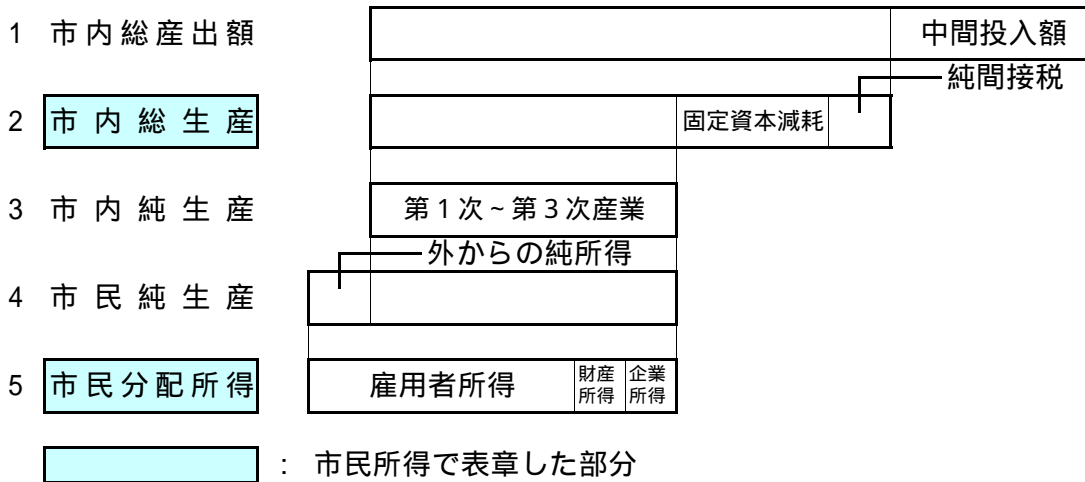 1 市内総産出額 中間投入額
純間接税
2 市内総生産 固定資本減耗
3 市内純生産 第1次~第3次産業
外からの純所得
4 市民純生産
5 市民分配所得 雇用者所得 財産所得 企業所得
: 市民所得で表章した部分